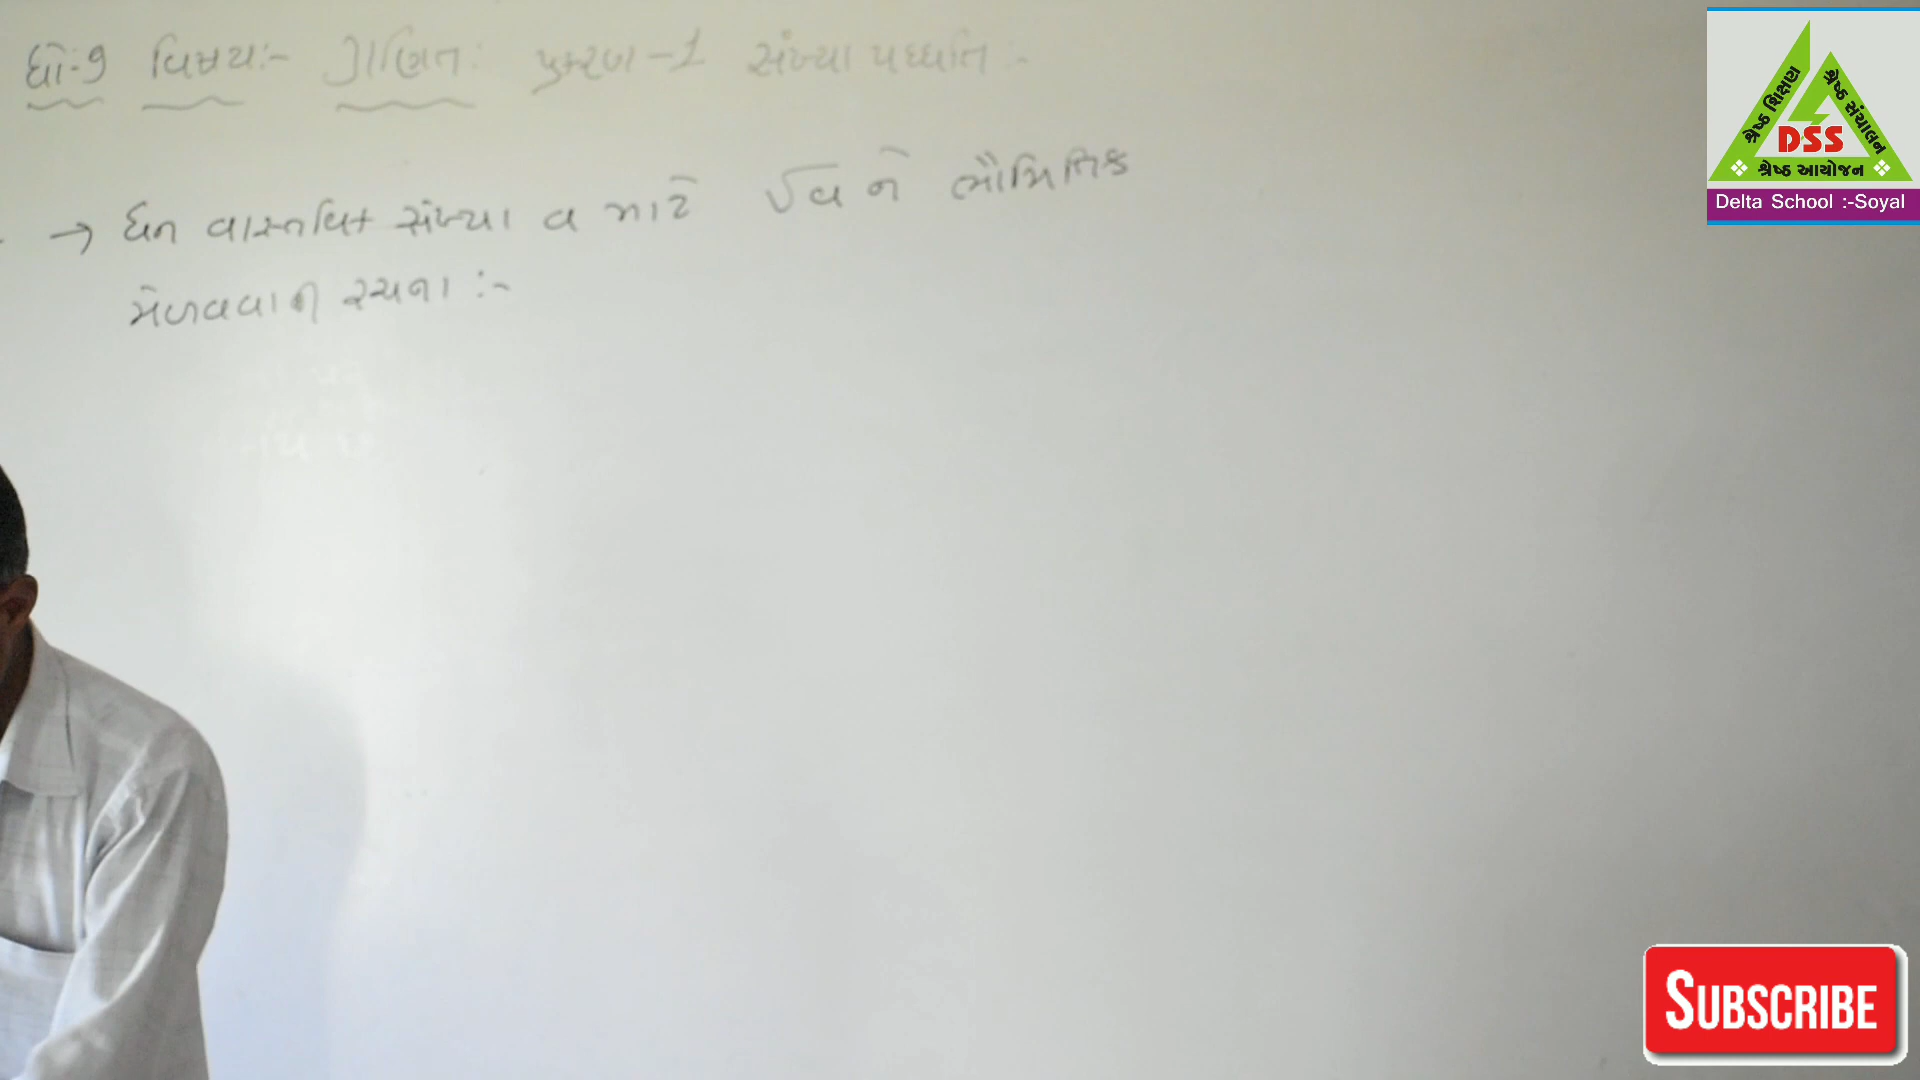 ધો-9 વિષય:- ગણિત: પ્રકરણ-1 સંખ્યા પધ્ધતિ:-
→ ધન વાસ્તવિક સંખ્યા વ માટે √વ ને ભૌમિતિક
મેળવવાની રચના:-
શ્રેષ્ઠ શિક્ષણ
શ્રેષ્ઠ સંચાલન
DSS
❖ શ્રેષ્ઠ આયોજન ❖
Delta School :-Soyal
SUBSCRIBE